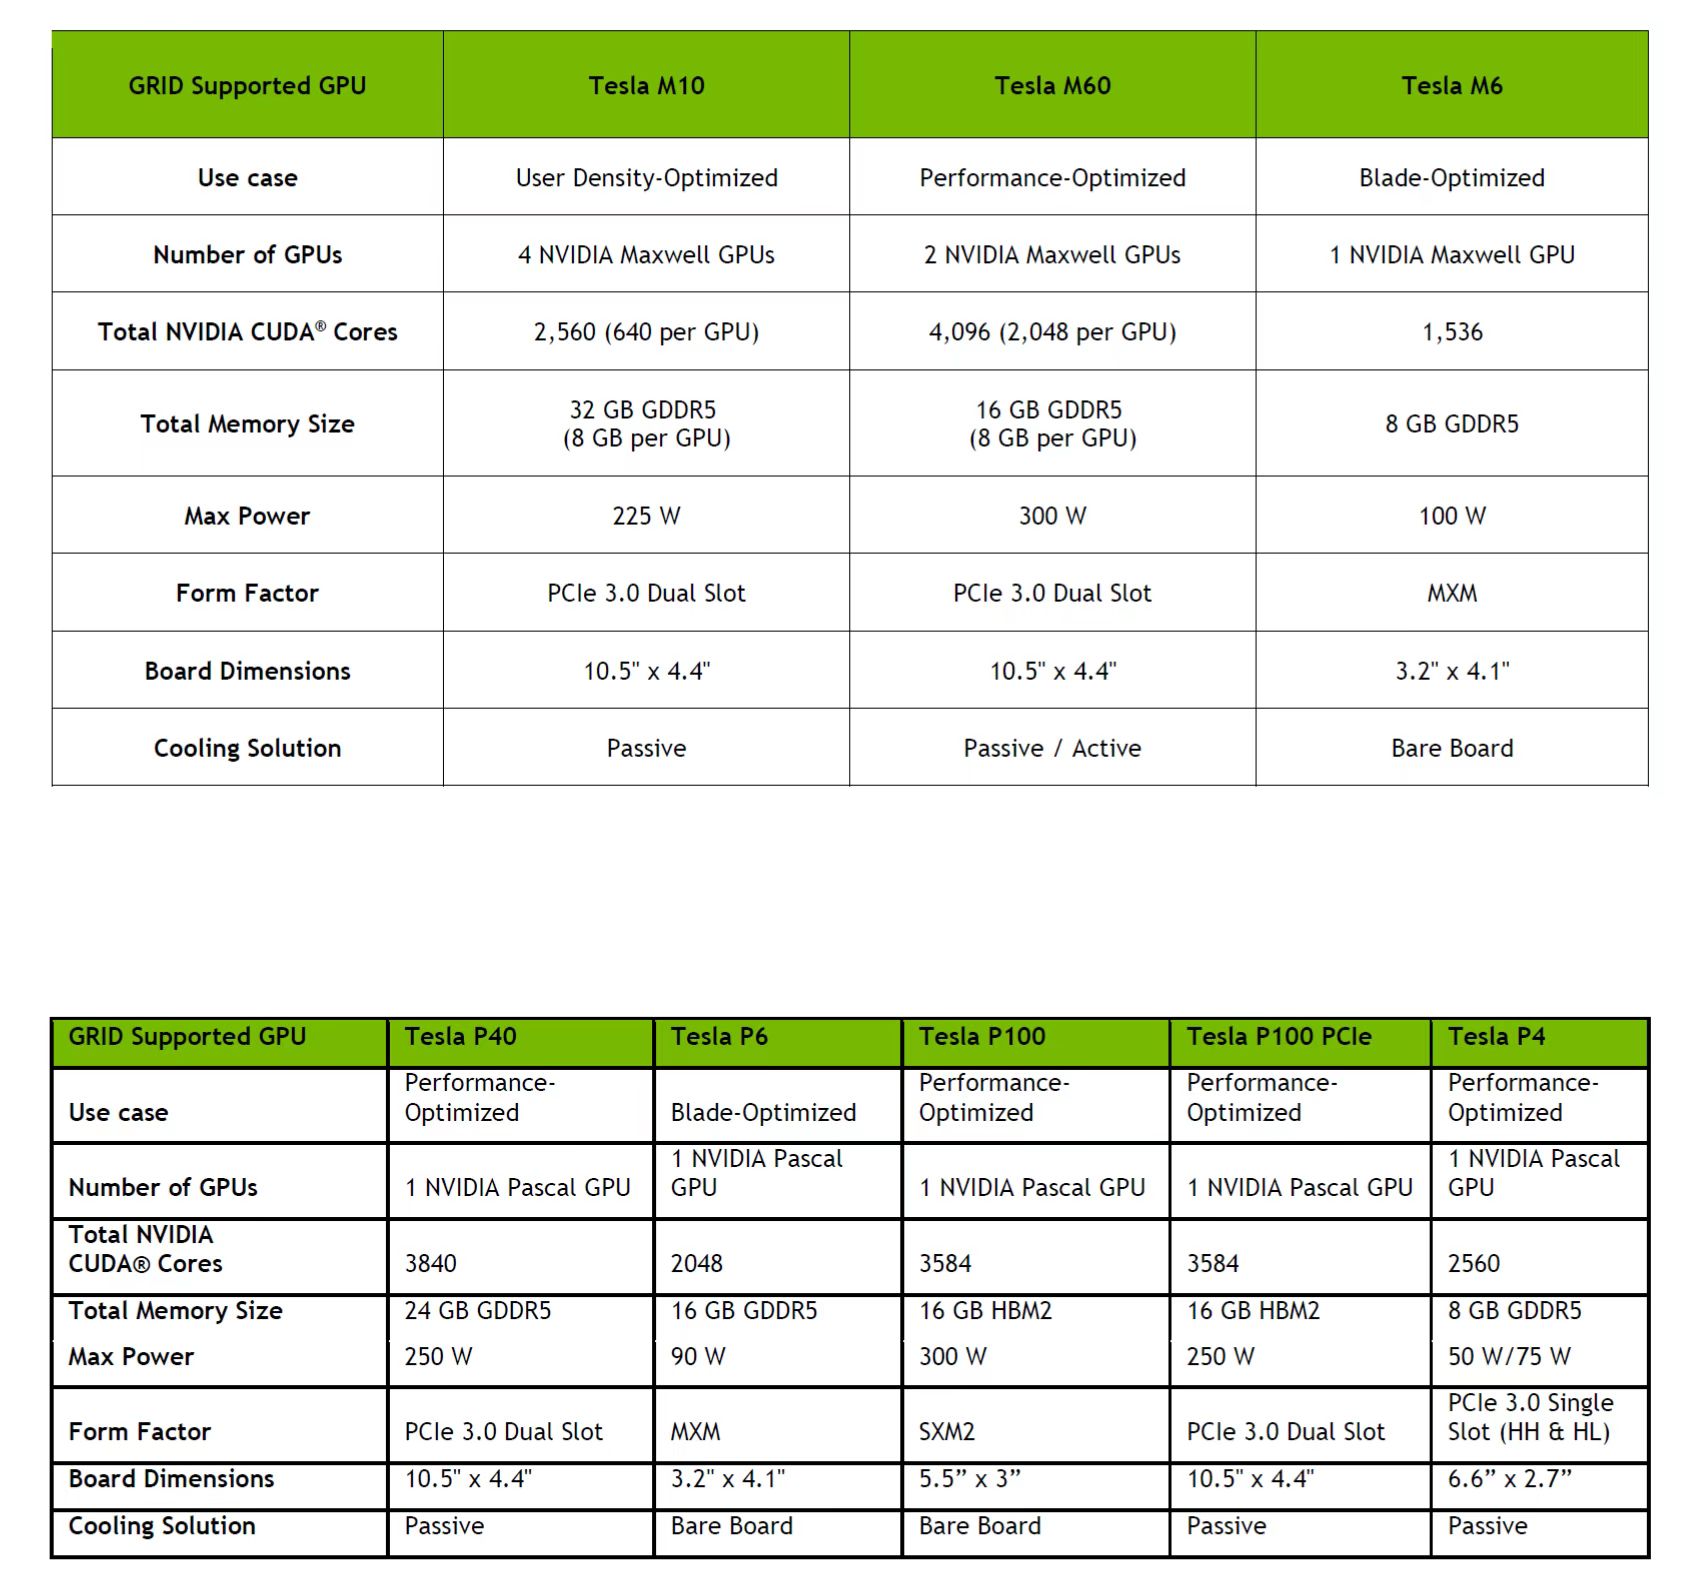 GRID Supported GPU Tesla M10 Tesla M60 Tesla M6
Use case User Density-Optimized Performance-Optimized Blade-Optimized
Number of GPUs 4 NVIDIA Maxwell GPUs 2 NVIDIA Maxwell GPUs 1 NVIDIA Maxwell GPU
Total NVIDIA CUDA® Cores 2,560 (640 per GPU) 4,096 (2,048 per GPU) 1,536
Total Memory Size 32 GB GDDR5 (8 GB per GPU) 16 GB GDDR5 (8 GB per GPU) 8 GB GDDR5
Max Power 225 W 300 W 100 W
Form Factor PCIe 3.0 Dual Slot PCIe 3.0 Dual Slot MXM
Board Dimensions 10.5" x 4.4" 10.5" x 4.4" 3.2" x 4.1"
Cooling Solution Passive Passive / Active Bare Board
GRID Supported GPU Tesla P40 Tesla P6 Tesla P100 Tesla P100 PCIe Tesla P4
Use case Performance-Optimized Blade-Optimized Performance-Optimized Performance-Optimized Performance-Optimized
Number of GPUs 1 NVIDIA Pascal GPU 1 NVIDIA Pascal GPU 1 NVIDIA Pascal GPU 1 NVIDIA Pascal GPU 1 NVIDIA Pascal GPU
Total NVIDIA CUDA® Cores 3840 2048 3584 3584 2560
Total Memory Size 24 GB GDDR5 16 GB GDDR5 16 GB HBM2 16 GB HBM2 8 GB GDDR5
Max Power 250 W 90 W 300 W 250 W 50 W/75 W
Form Factor PCIe 3.0 Dual Slot MXM SXM2 PCIe 3.0 Dual Slot PCIe 3.0 Single Slot (HH & HL)
Board Dimensions 10.5" x 4.4" 3.2" x 4.1" 5.5” x 3” 10.5" x 4.4" 6.6” x 2.7”
Cooling Solution Passive Bare Board Bare Board Passive Passive